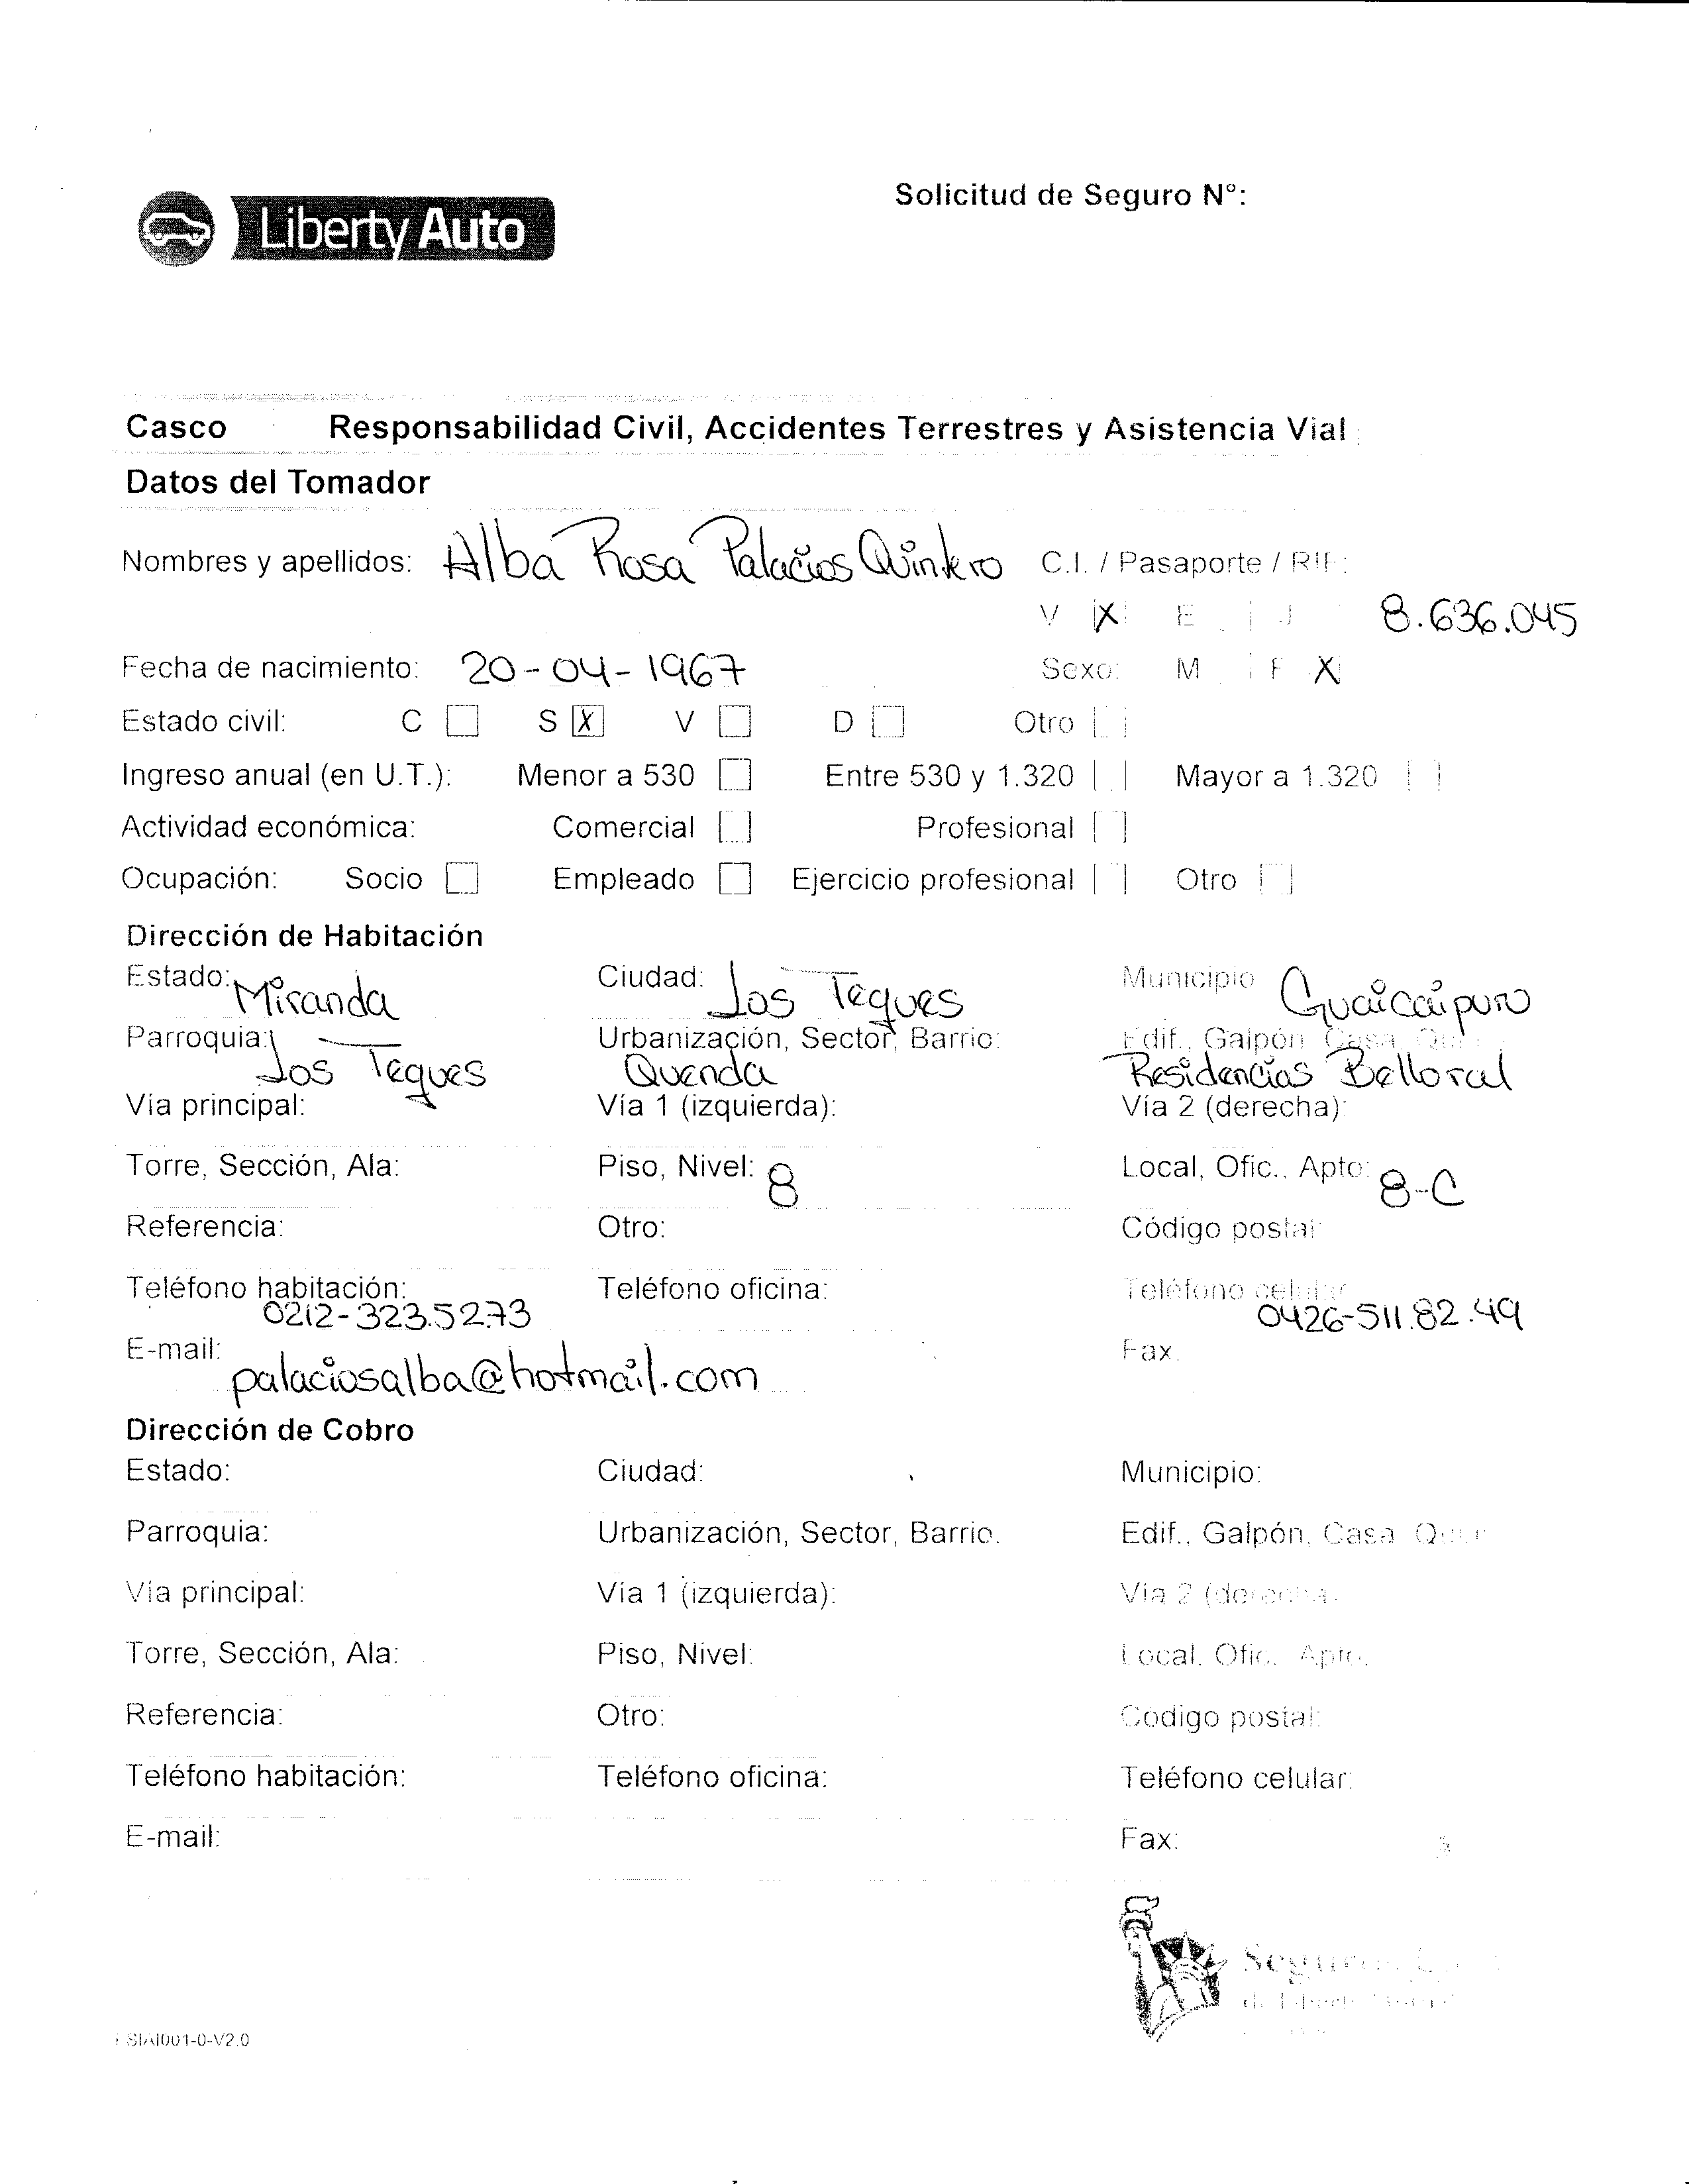 Liberty Auto
Solicitud de Seguro N°:
Casco Responsabilidad Civil, Accidentes Terrestres y Asistencia Vial
Datos del Tomador
Nombres y apellidos: Alba Rosa Palacios Quintero C.I. / Pasaporte / RIF:
V X E J 8.636.045
Fecha de nacimiento: 20-04-1967 Sexo: M F X
Estado civil: C S X V D Otro
Ingreso anual (en U.T.): Menor a 530 Entre 530 y 1.320 Mayor a 1.320
Actividad económica: Comercial Profesional
Ocupación: Socio Empleado Ejercicio profesional Otro
Dirección de Habitación
Estado: Miranda Ciudad: Los Teques Municipio Guaicaipuro
Parroquia: Los Teques Urbanización, Sector, Barrio: Quenda Edif., Galpón Casa, Residencias Belloral
Vía principal: Vía 1 (izquierda): Vía 2 (derecha):
Torre, Sección, Ala: Piso, Nivel: 8 Local, Ofic., Apto: 8-C
Referencia: Otro: Código postal:
Teléfono habitación: 0212-323.52.73 Teléfono oficina: Teléfono celular 0426-511.82.49
E-mail: palaciosalba@hotmail.com Fax.
Dirección de Cobro
Estado: Ciudad: Municipio:
Parroquia: Urbanización, Sector, Barrio. Edif., Galpón, Casa
Vía principal: Vía 1 (izquierda): Vía 2 (derecha
Torre, Sección, Ala: Piso, Nivel: Local, Ofic. Apto.
Referencia: Otro: Código postal:
Teléfono habitación: Teléfono oficina: Teléfono celular:
E-mail: Fax:
Seguros
SIAI001-0-V2.0